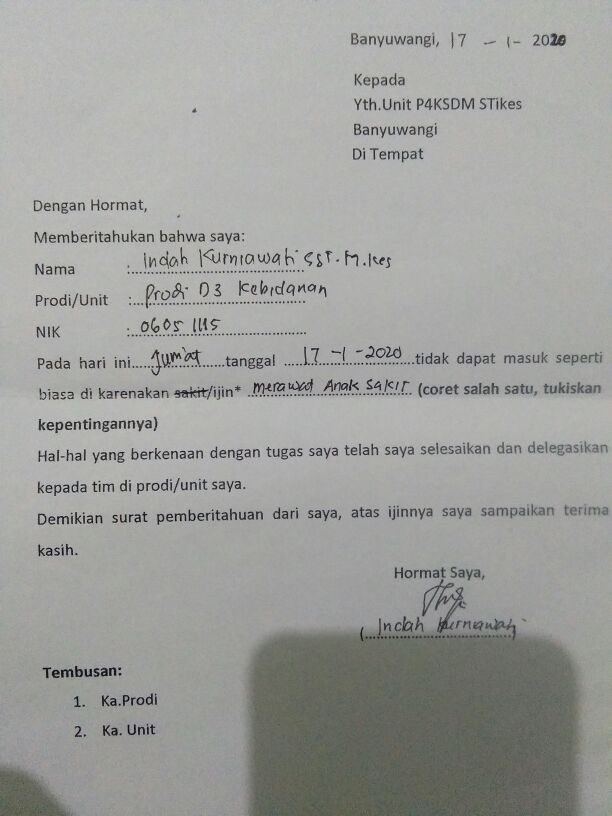 Banyuwangi, 17 - 1 - 2020
Kepada
Yth.Unit P4KSDM STikes
Banyuwangi
Di Tempat
Dengan Hormat,
Memberitahukan bahwa saya:
Nama : Indah Kurniawati SST. M.Kes
Prodi/Unit : Prodi D3 Kebidanan
NIK : 0605 1115
Pada hari ini....Jum'at....tanggal ....17 -1 -2020..tidak dapat masuk seperti
biasa di karenakan sakit/ijin* ..merawat Anak sakit (coret salah satu, tukiskan
kepentingannya)
Hal-hal yang berkenaan dengan tugas saya telah saya selesaikan dan delegasikan
kepada tim di prodi/unit saya.
Demikian surat pemberitahuan dari saya, atas ijinnya saya sampaikan terima
kasih.
Hormat Saya,
( Indah Kurniawati
Tembusan:
1. Ka.Prodi
2. Ka. Unit